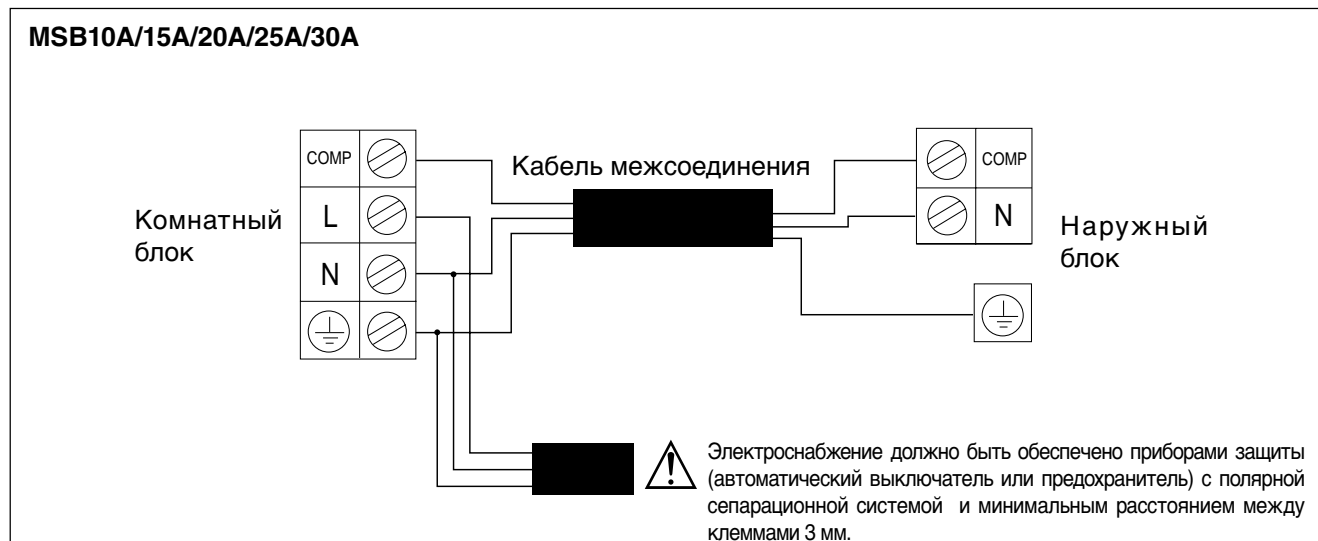 MSB10A/15A/20A/25A/30A
COMP
L
N
Комнатный
блок
Кабель межсоединения
COMP
N
Наружный
блок
Электроснабжение должно быть обеспечено приборами защиты
(автоматический выключатель или предохранитель) с полярной
сепарационной системой и минимальным расстоянием между
клеммами 3 мм.